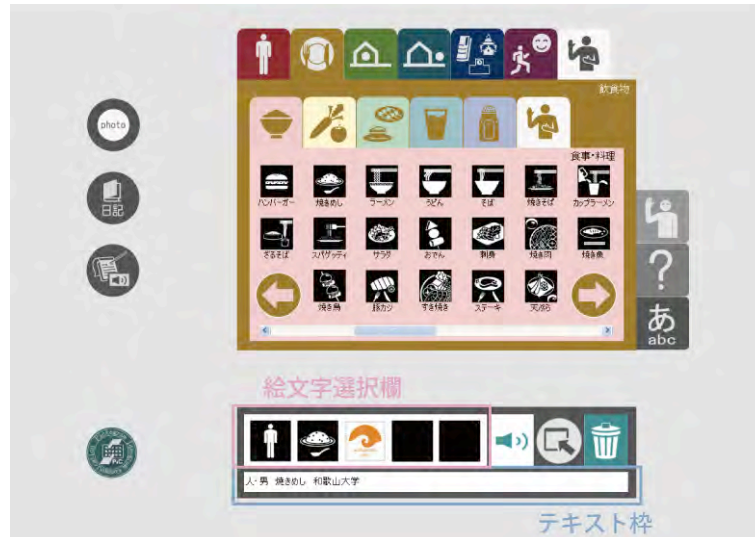 飲食物
photo
食事・料理
ハンバーガー 焼きめし ラーメン うどん そば 焼きそば カップラーメン
日記
ざるそば スパゲッティ サラダ おでん 刺身 焼き肉 焼き魚
?
焼き鳥 豚カツ すき焼き ステーキ 天ぷら
あ
abc
絵文字選択欄
人・男 焼きめし 和歌山大学
テキスト枠